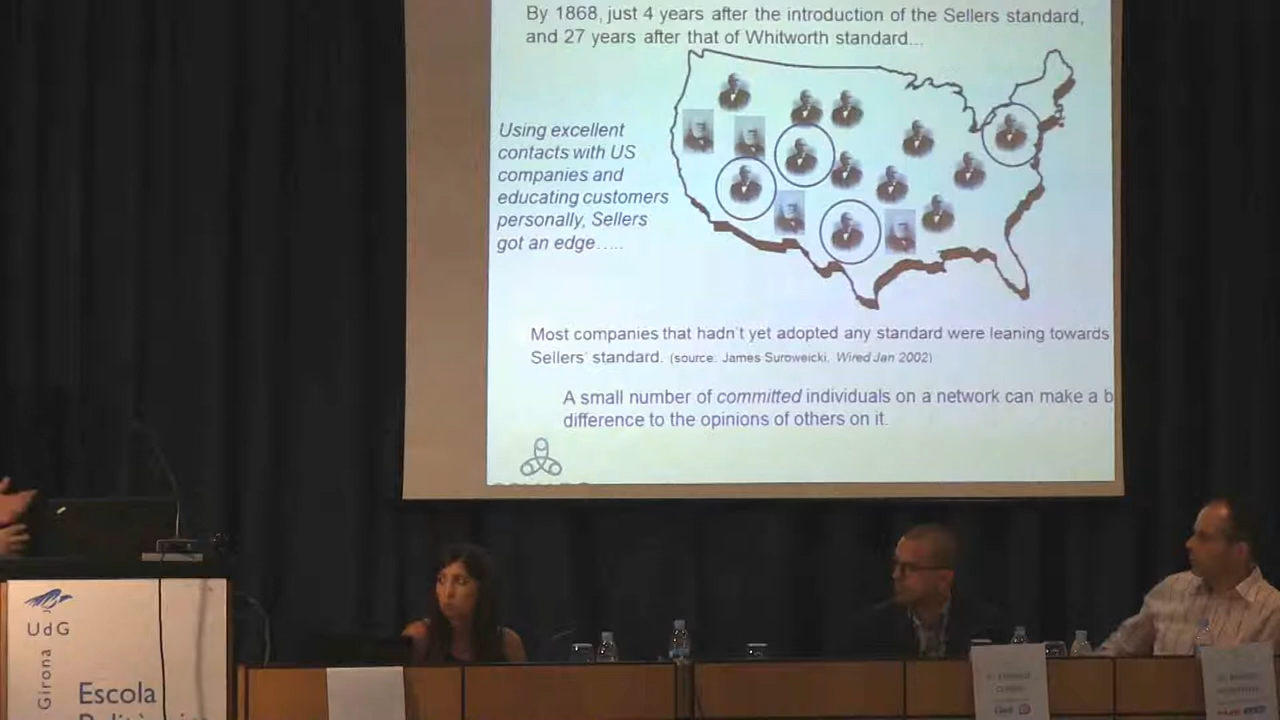 By 1868, just 4 years after the introduction of the Sellers standard,
and 27 years after that of Whitworth standard...
Using excellent
contacts with US
companies and
educating customers
personally, Sellers
got an edge…..
Most companies that hadn't yet adopted any standard were leaning towards
Sellers' standard. (source: James Suroweicki, Wired Jan 2002)
A small number of committed individuals on a network can make a b
difference to the opinions of others on it.
UdG
Girona
Escola